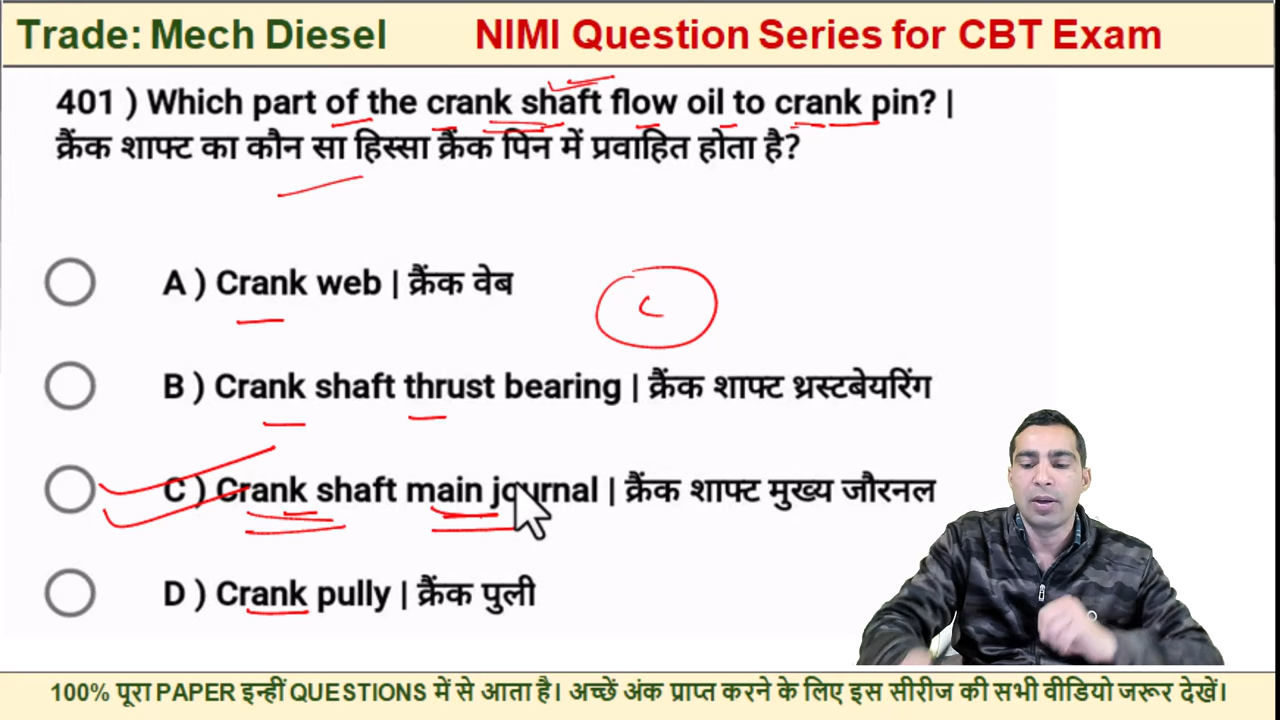 Trade: Mech Diesel NIMI Question Series for CBT Exam
401 ) Which part of the crank shaft flow oil to crank pin? |
क्रैंक शाफ्ट का कौन सा हिस्सा क्रैंक पिन में प्रवाहित होता है?
A ) Crank web | क्रैंक वेब
C
B ) Crank shaft thrust bearing | क्रैंक शाफ्ट थ्रस्टबेयरिंग
C ) Crank shaft main journal | क्रैंक शाफ्ट मुख्य जौरनल
D ) Crank pully | क्रैंक पुली
100% पूरा PAPER इन्हीं QUESTIONS में से आता है। अच्छें अंक प्राप्त करने के लिए इस सीरीज की सभी वीडियो जरूर देखें।